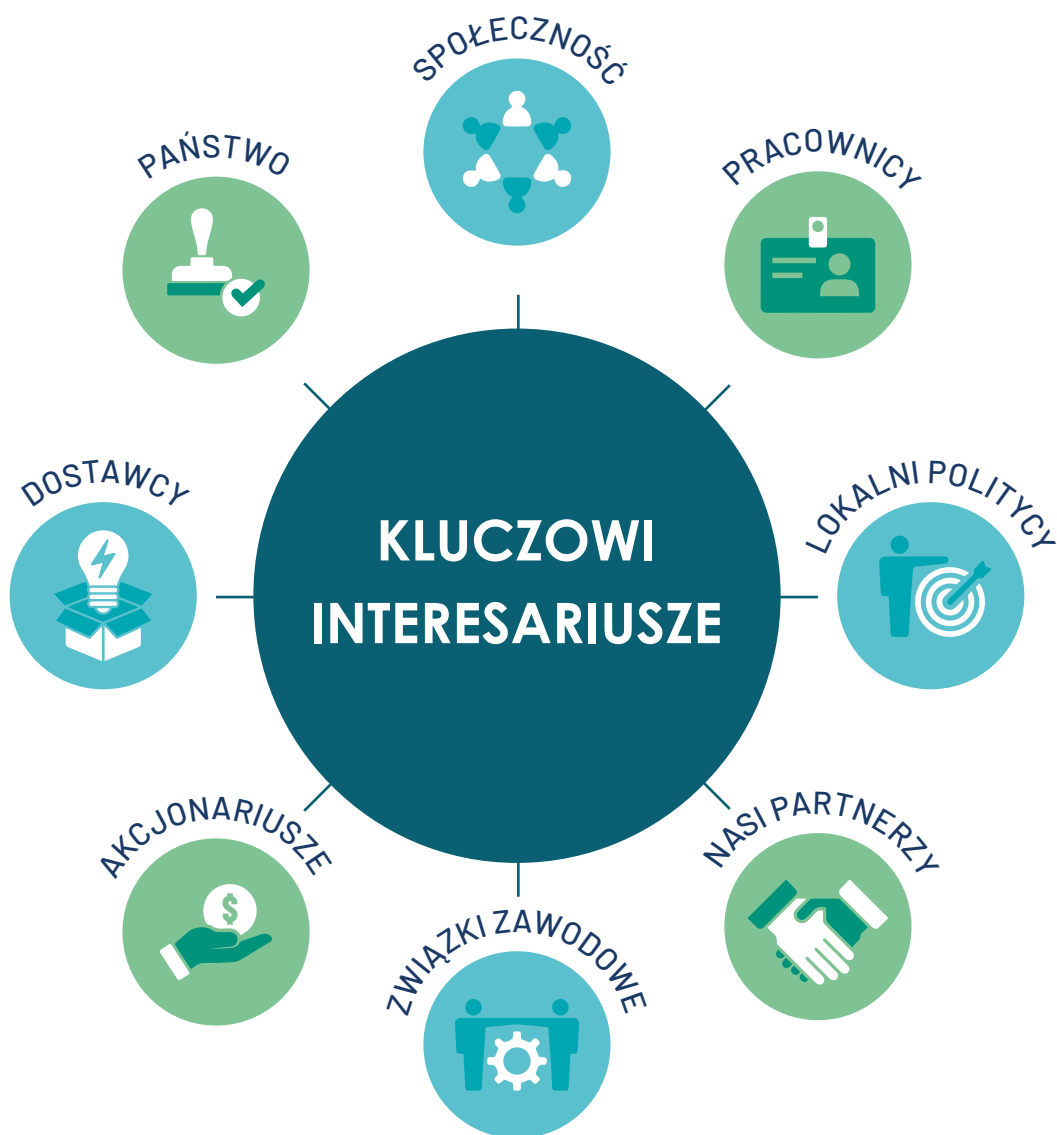 SPOŁECZNOŚĆ
PAŃSTWO
PRACOWNICY
DOSTAWCY
LOKALNI POLITYCY
KLUCZOWI
INTERESARIUSZE
AKCJONARIUSZE
NASI PARTNERZY
ZWIĄZKI ZAWODOWE
$